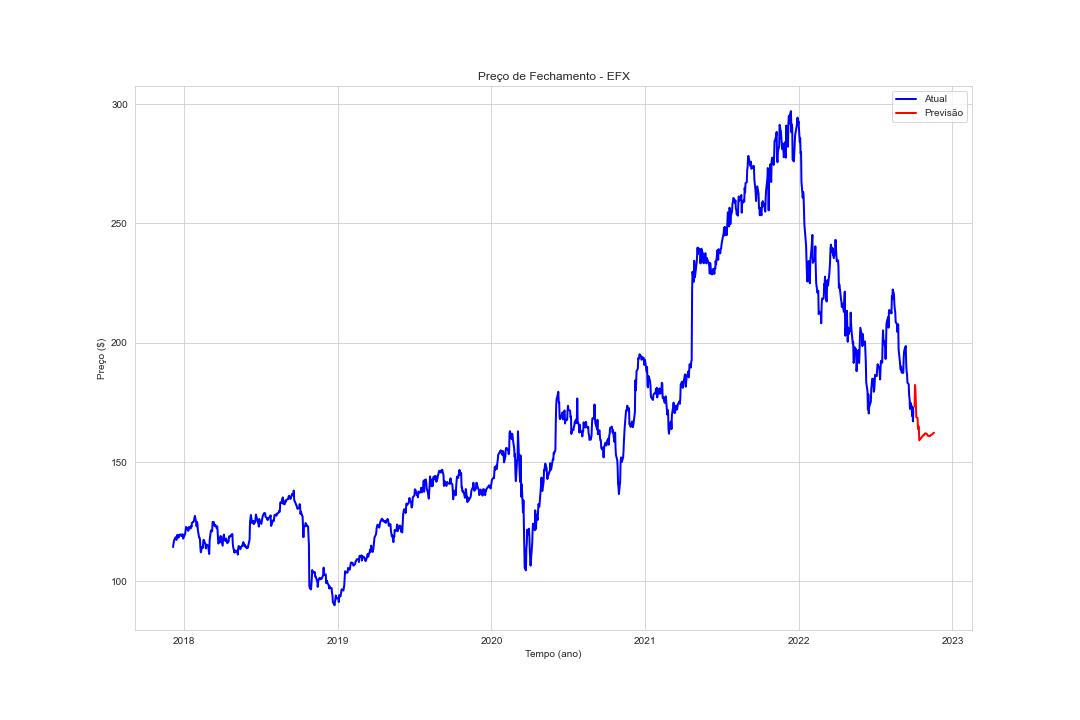 Preço de Fechamento - EFX
Atual
Previsão
300
250
200
150
100
Preço ($)
2018 2019 2020 2021 2022 2023
Tempo (ano)